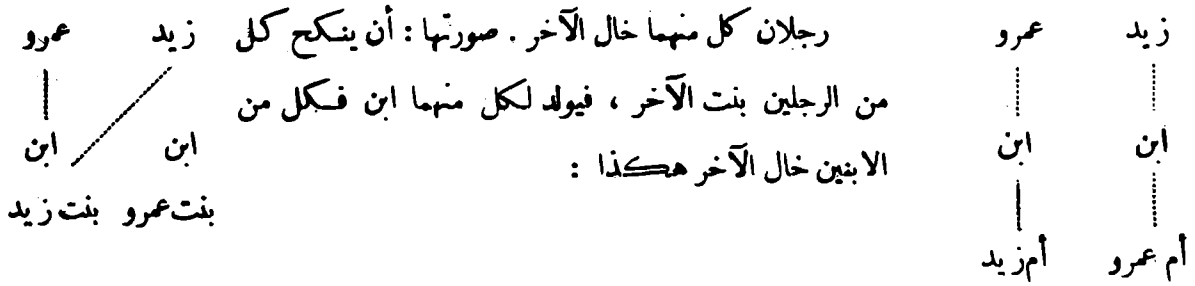 زيد عمرو
ابن ابن
أم عمرو أم زيد
رجلان كل منهما خال الآخر . صورتها : أن ينكح كل
من الرجلين بنت الآخر ، فيولد لكل منهما ابن فكل من
الابنين خال الآخر هكذا :
زيد عمرو
ابن ابن
بنت عمرو بنت زيد